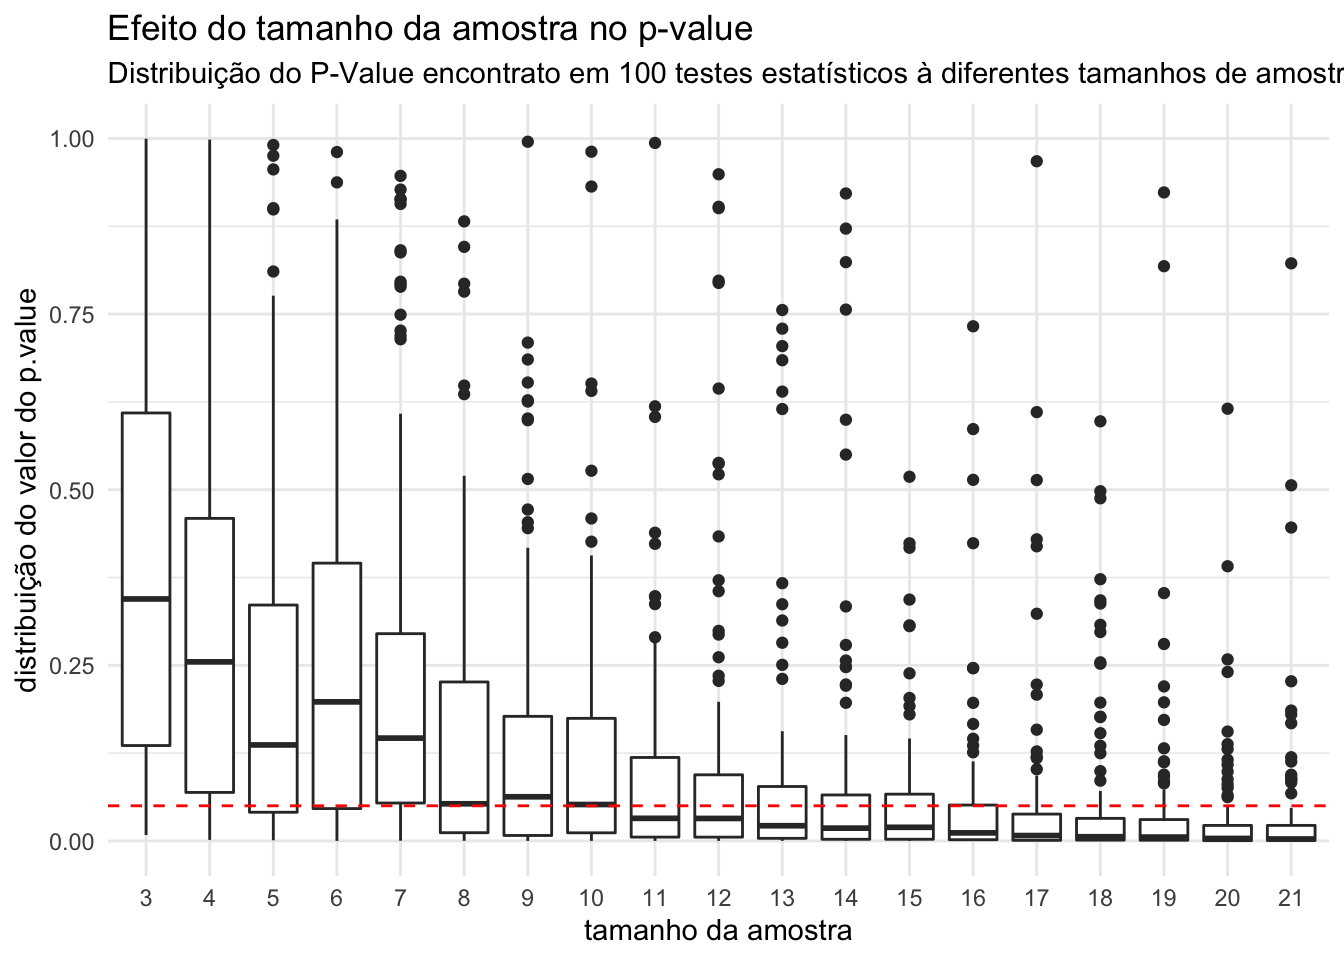 Efeito do tamanho da amostra no p-value
Distribuição do P-Value encontrato em 100 testes estatísticos à diferentes tamanhos de amostr
distribuição do valor do p.value
1.00
0.75
0.50
0.25
0.00
3 4 5 6 7 8 9 10 11 12 13 14 15 16 17 18 19 20 21
tamanho da amostra